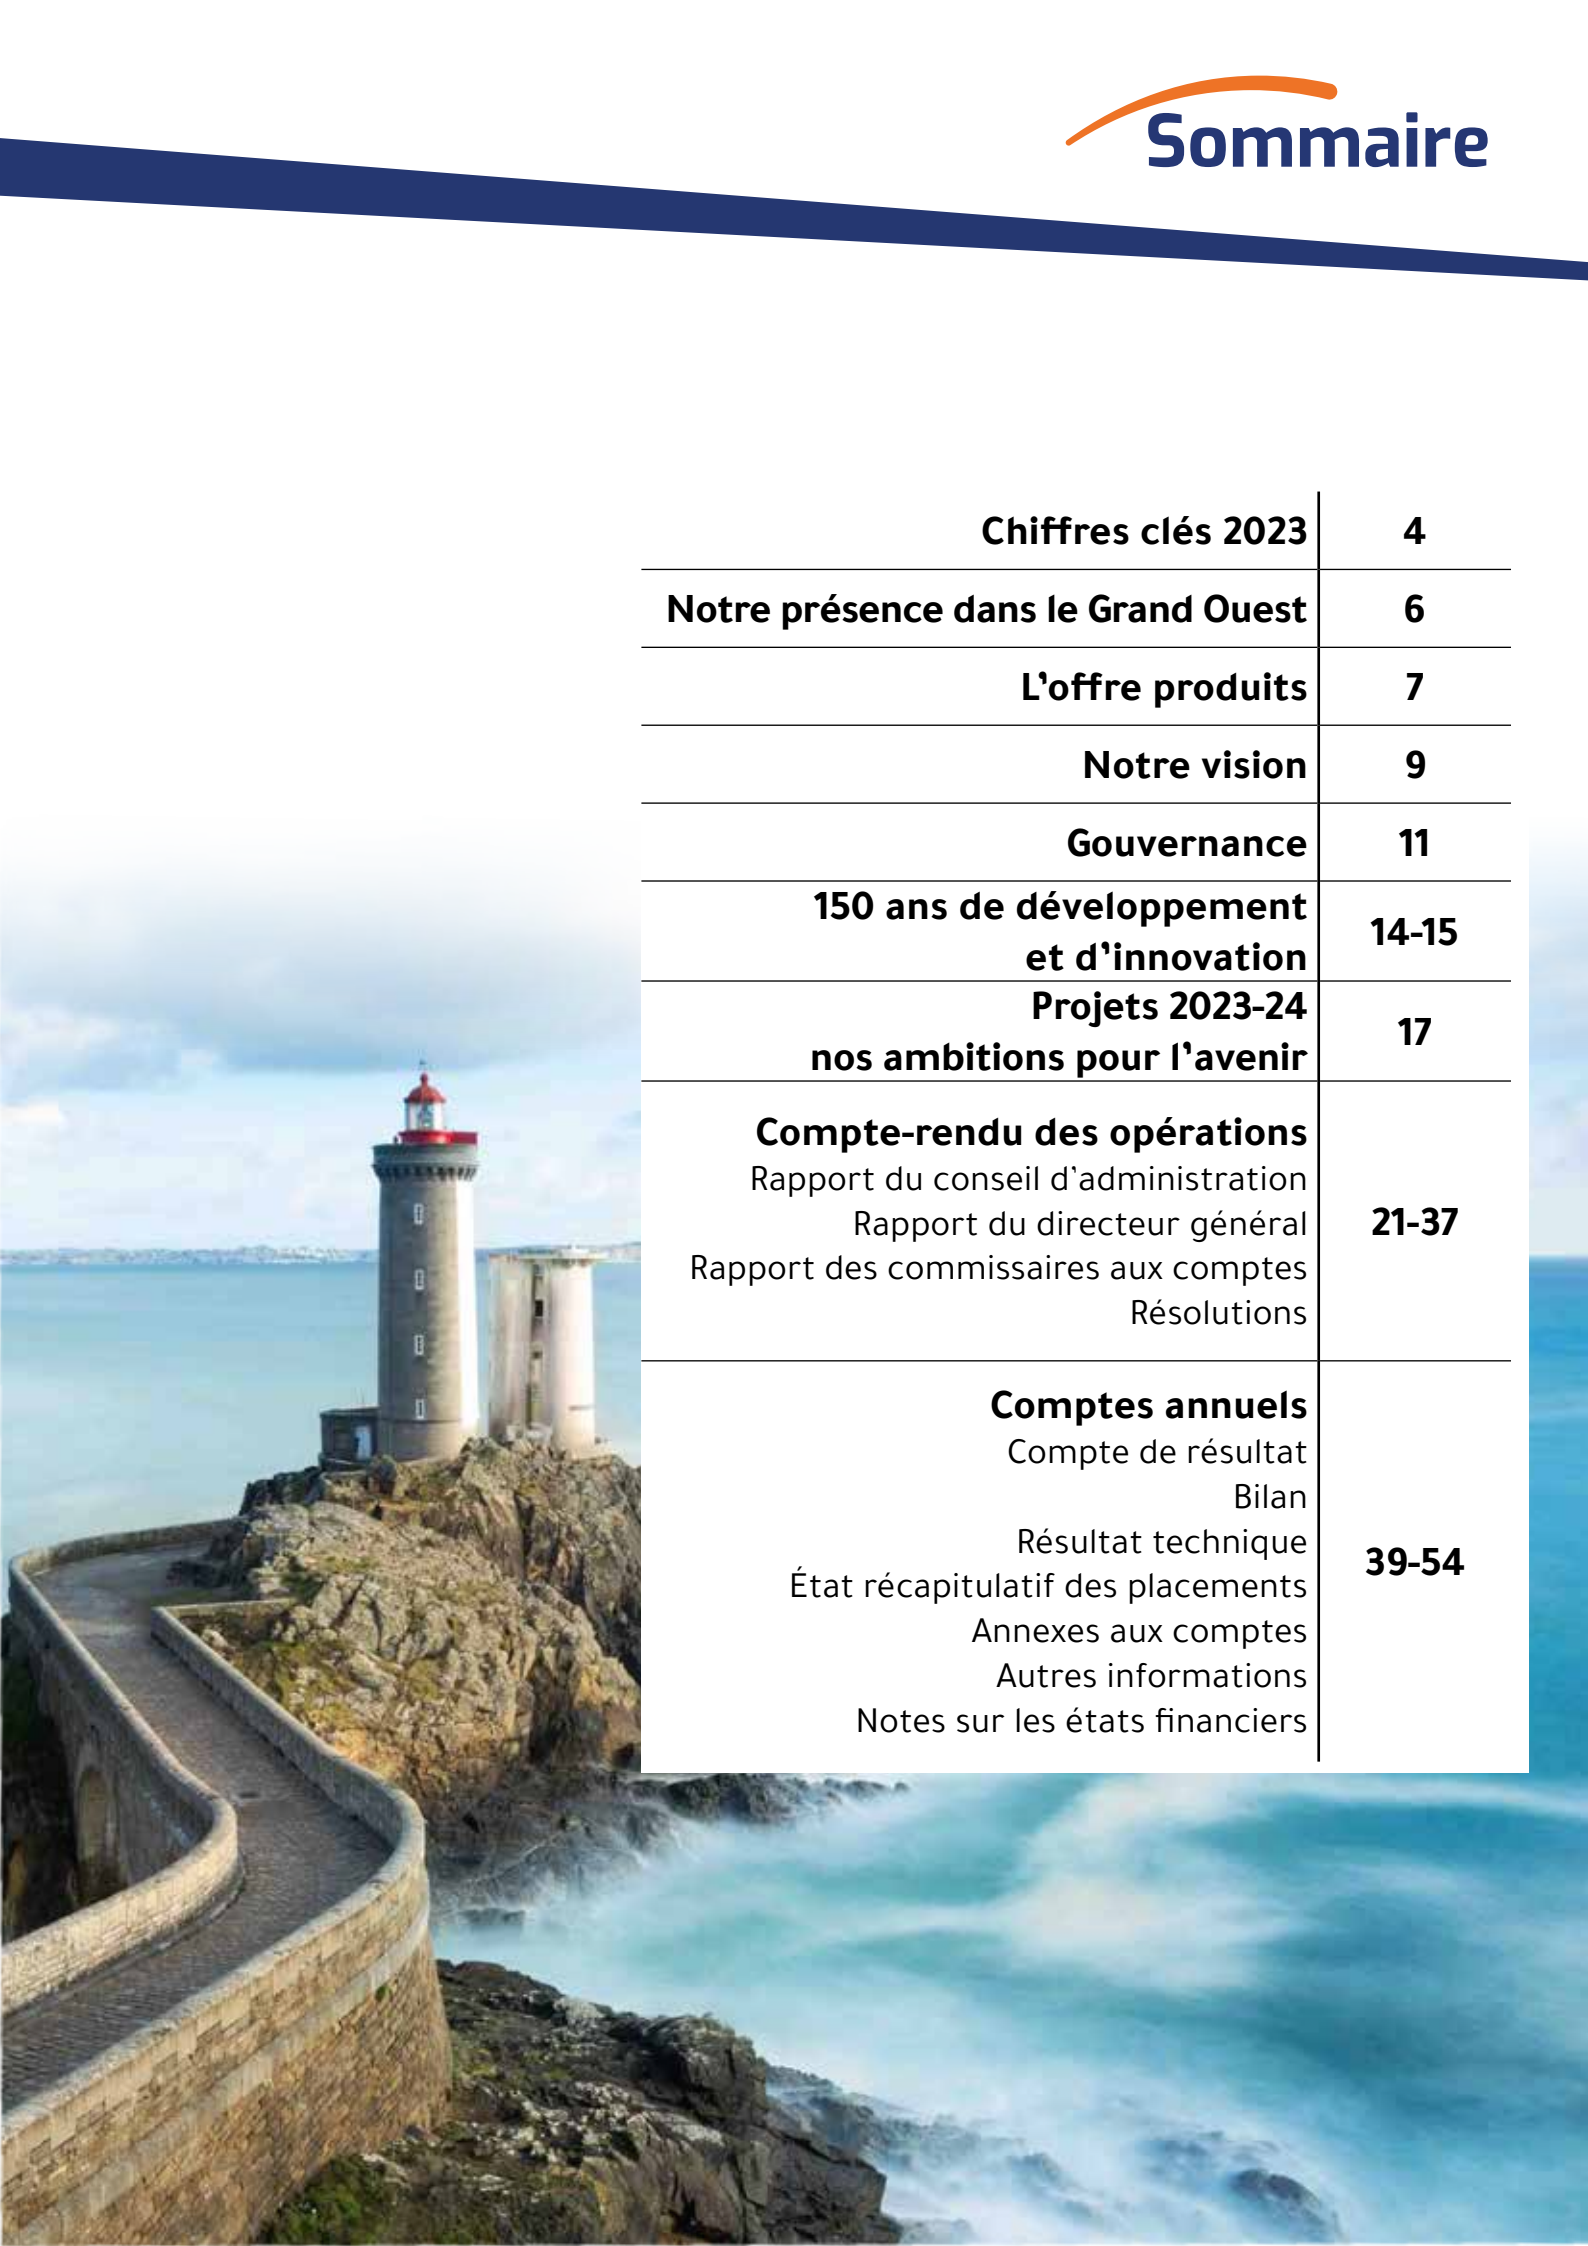 Sommaire
Chiffres clés 2023 4
Notre présence dans le Grand Ouest 6
L’offre produits 7
Notre vision 9
Gouvernance 11
150 ans de développement
et d’innovation
14-15
Projets 2023-24
nos ambitions pour l’avenir
17
Compte-rendu des opérations
Rapport du conseil d’administration
Rapport du directeur général
Rapport des commissaires aux comptes
Résolutions
21-37
Comptes annuels
Compte de résultat
Bilan
Résultat technique
État récapitulatif des placements
Annexes aux comptes
Autres informations
Notes sur les états financiers
39-54